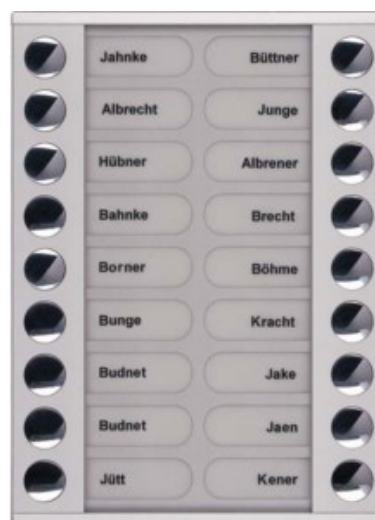 Jahnke Büttner
Albrecht Junge
Hübner Albrener
Bahnke Brecht
Borner Böhme
Bunge Kracht
Budnet Jake
Budnet Jaen
Jütt Kener